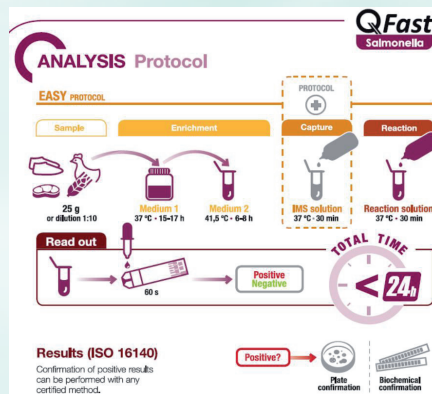 QFast
Salmonella
ANALYSIS Protocol
EASY PROTOCOL
PROTOCOL
Sample
Enrichment
Capture
Reaction
25 g
or dilution 1:10
Medium 1
37 °C · 15-17 h
Medium 2
41,5 °C · 6-8 h
IMS solution
37 °C · 30 min
Reaction solution
37 °C · 30 min
Read out
60 s
Positive
Negative
TOTAL TIME
< 24h
Results (ISO 16140)
Confirmation of positive results
can be performed with any
certified method.
Positive?
Plate
confirmation
Biochemical
confirmation